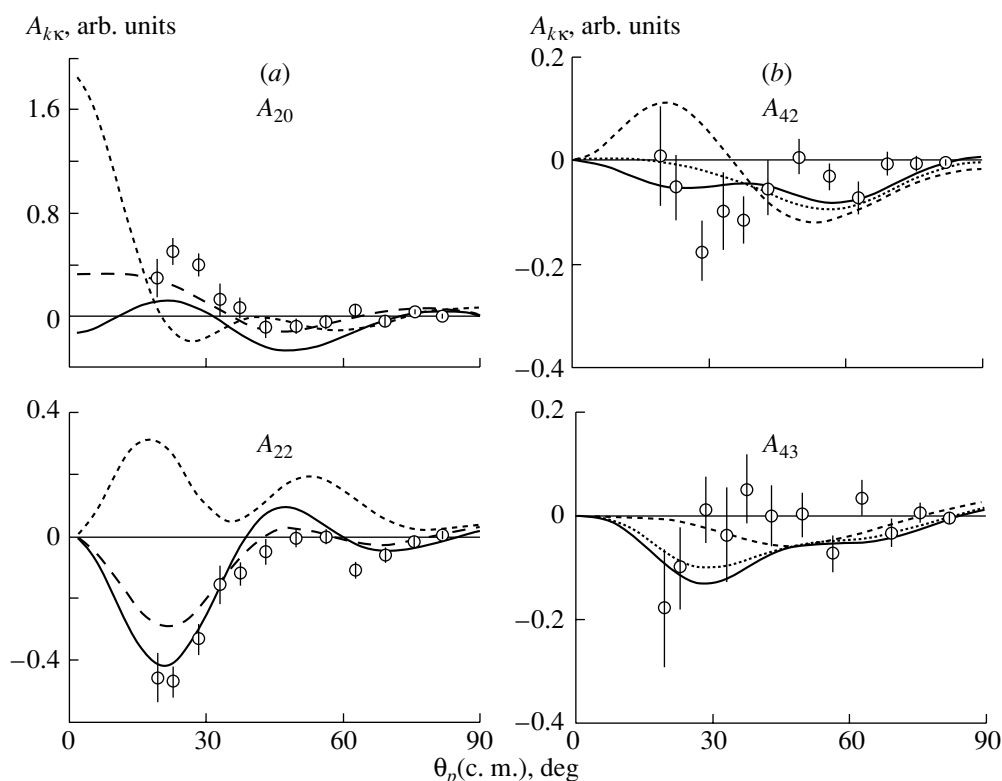 A_{kκ}, arb. units
(a)
A_{20}
1.6
0.8
0
A_{22}
0.4
0
−0.4
0 30 60 90
A_{kκ}, arb. units
(b)
A_{42}
0.2
0
−0.2
−0.4
A_{43}
0.2
0
−0.2
−0.4
0 30 60 90
θ_p(c. m.), deg